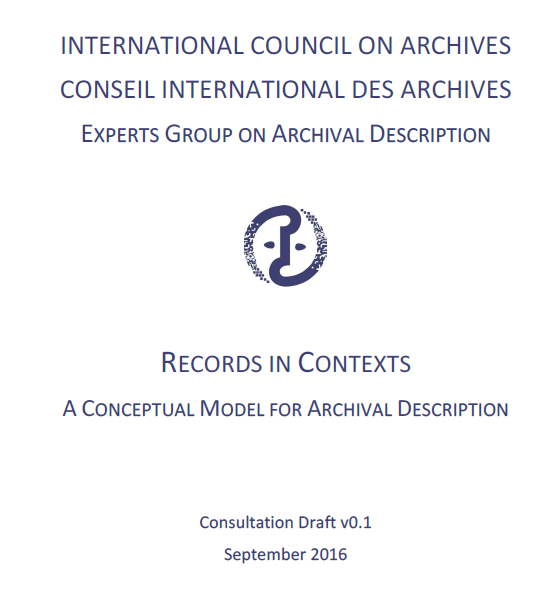 INTERNATIONAL COUNCIL ON ARCHIVES
CONSEIL INTERNATIONAL DES ARCHIVES
EXPERTS GROUP ON ARCHIVAL DESCRIPTION
RECORDS IN CONTEXTS
A CONCEPTUAL MODEL FOR ARCHIVAL DESCRIPTION
Consultation Draft v0.1
September 2016